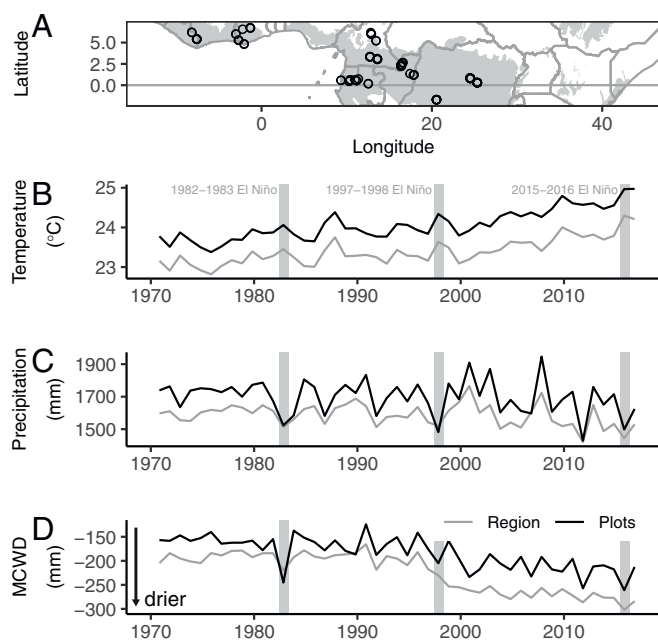 A
Latitude
5.0
2.5
0.0
0
20
40
Longitude
B
Temperature
(°C)
25
24
23
1982−1983 El Niño
1997−1998 El Niño
2015−2016 El Niño
1970
1980
1990
2000
2010
C
Precipitation
(mm)
1900
1700
1500
1970
1980
1990
2000
2010
D
MCWD
(mm)
−150
−200
−250
−300
Region
Plots
drier
1970
1980
1990
2000
2010